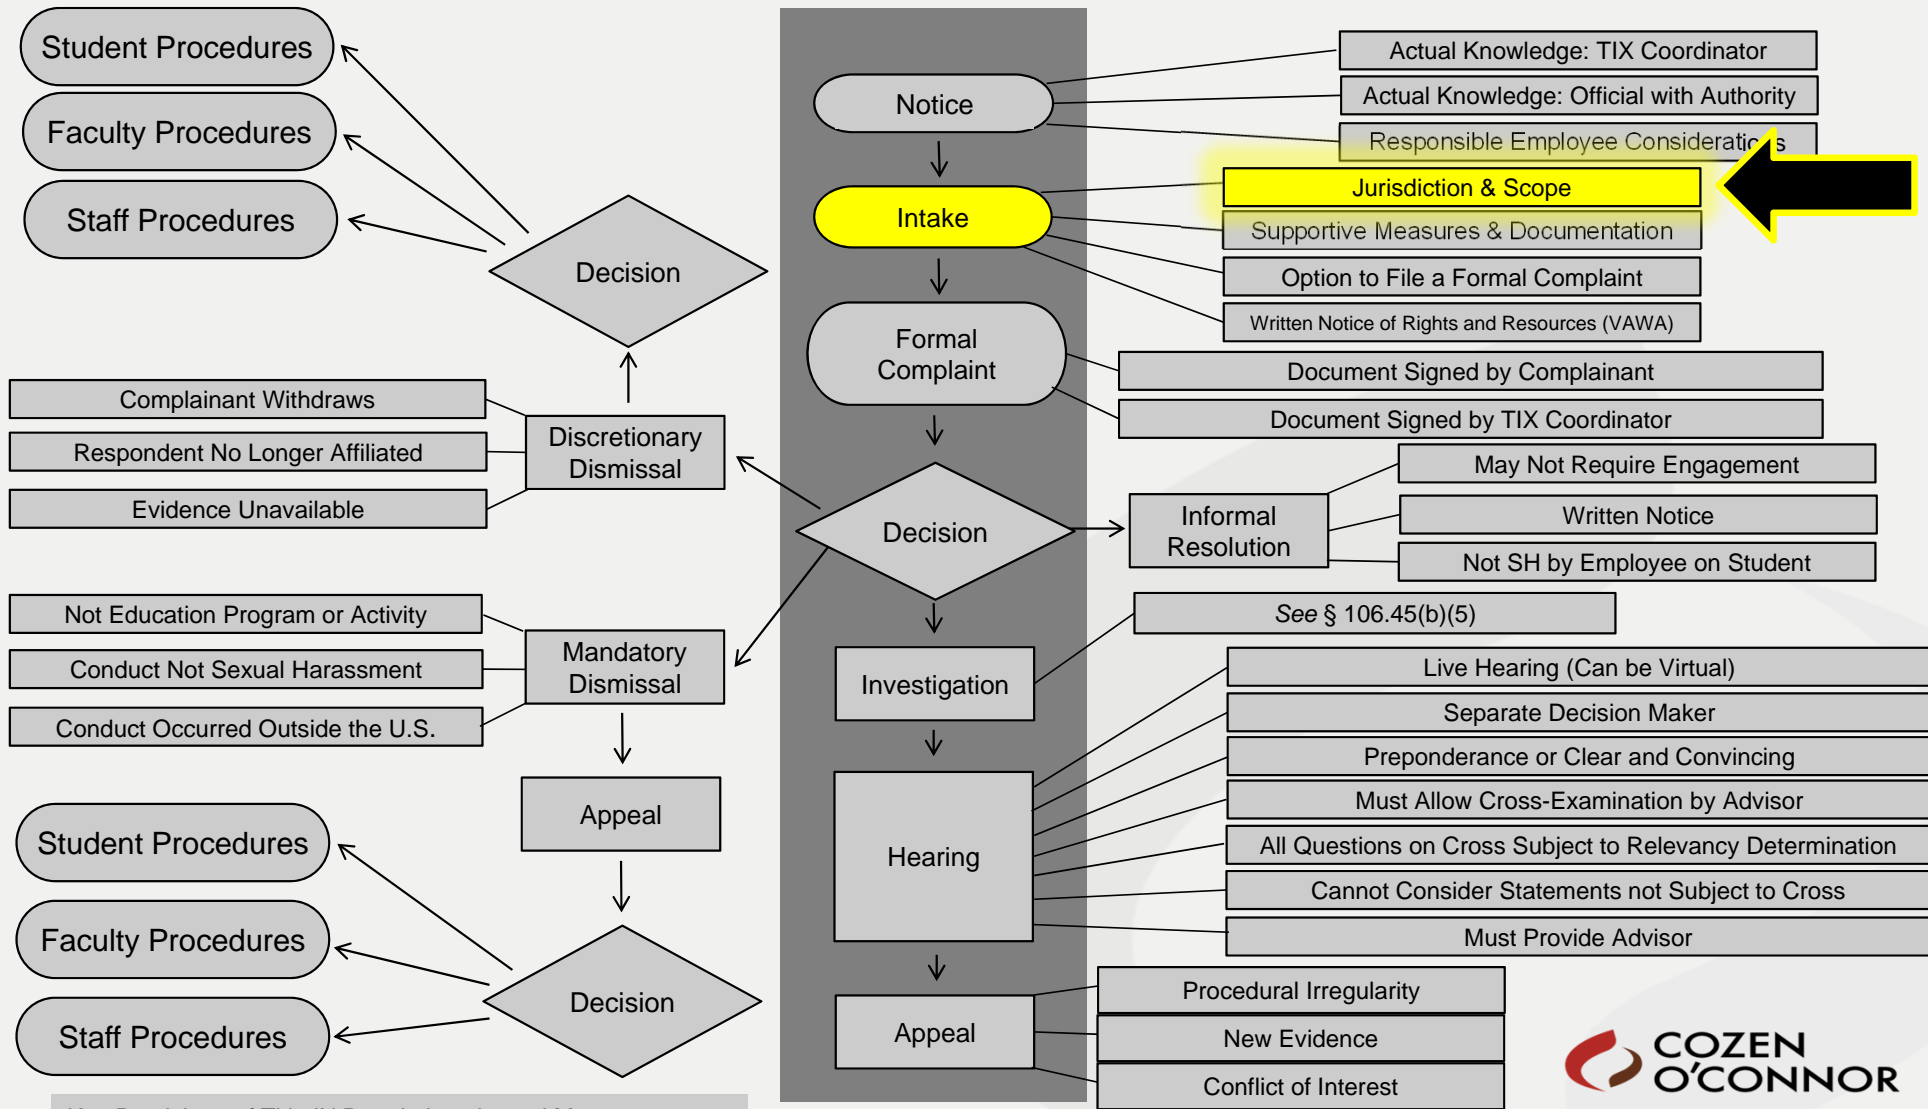 Student Procedures
Faculty Procedures
Staff Procedures
Decision
Complainant Withdraws
Respondent No Longer Affiliated
Evidence Unavailable
Discretionary
Dismissal
Not Education Program or Activity
Conduct Not Sexual Harassment
Conduct Occurred Outside the U.S.
Mandatory
Dismissal
Appeal
Student Procedures
Faculty Procedures
Staff Procedures
Decision
Notice
Actual Knowledge: TIX Coordinator
Actual Knowledge: Official with Authority
Responsible Employee Considerations
Intake
Jurisdiction & Scope
Supportive Measures & Documentation
Option to File a Formal Complaint
Written Notice of Rights and Resources (VAWA)
Formal
Complaint
Document Signed by Complainant
Document Signed by TIX Coordinator
Decision
Informal
Resolution
May Not Require Engagement
Written Notice
Not SH by Employee on Student
Investigation
See § 106.45(b)(5)
Hearing
Live Hearing (Can be Virtual)
Separate Decision Maker
Preponderance or Clear and Convincing
Must Allow Cross-Examination by Advisor
All Questions on Cross Subject to Relevancy Determination
Cannot Consider Statements not Subject to Cross
Must Provide Advisor
Appeal
Procedural Irregularity
New Evidence
Conflict of Interest
COZEN
O'CONNOR